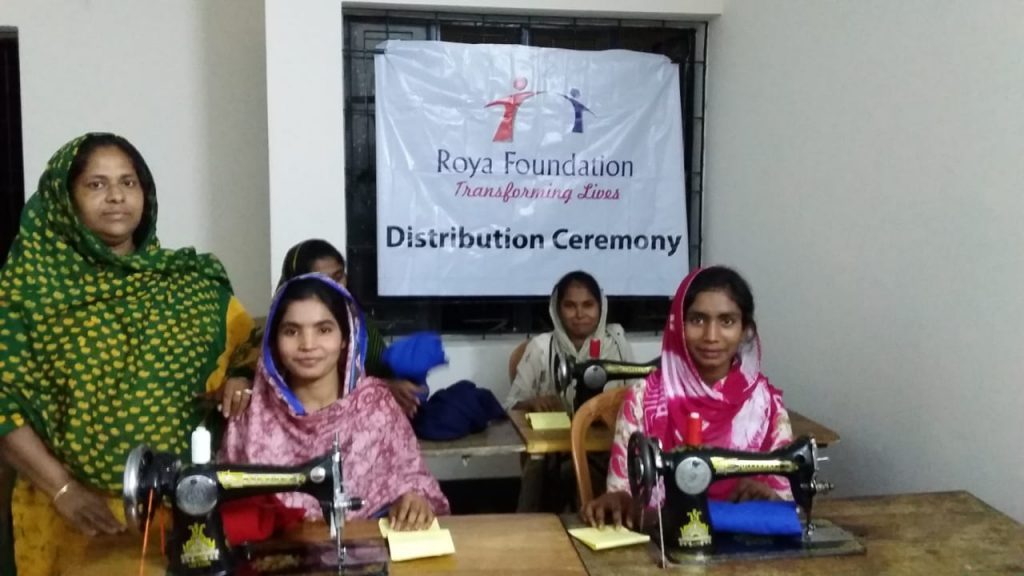 Roya Foundation
Transforming Lives
Distribution Ceremony